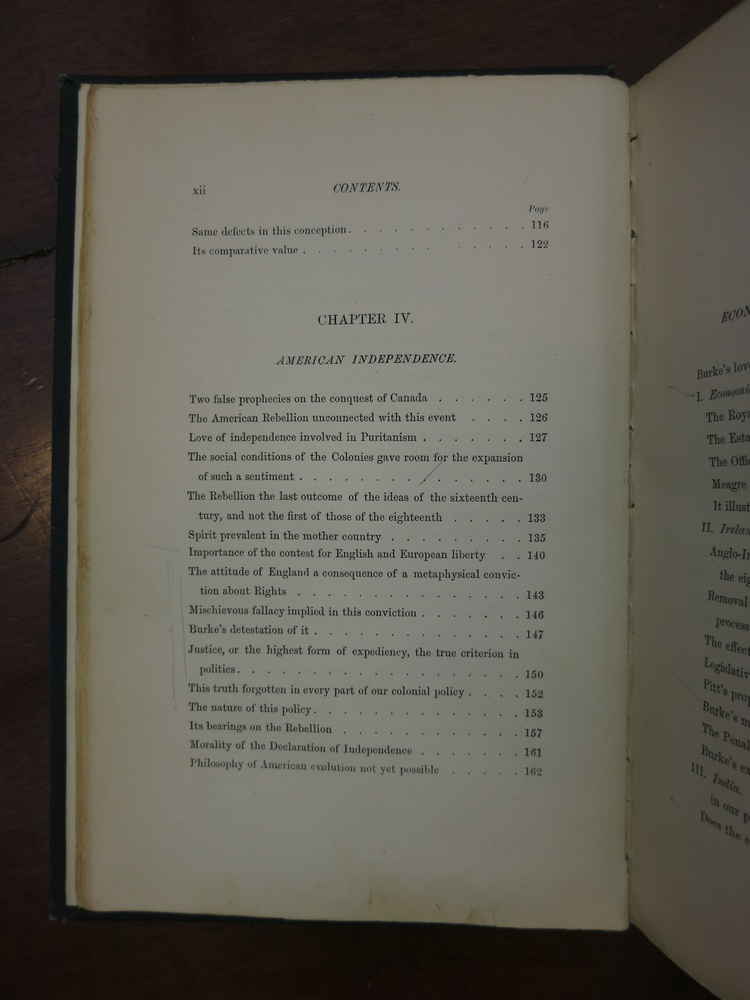 xii CONTENTS.
Page
Same defects in this conception . . . . . . . . . . . . 116
Its comparative value . . . . . . . . . . . . 122
CHAPTER IV.
AMERICAN INDEPENDENCE.
Two false prophecies on the conquest of Canada . . . . . . 125
The American Rebellion unconnected with this event . . . . 126
Love of independence involved in Puritanism . . . . . . . 127
The social conditions of the Colonies gave room for the expansion
of such a sentiment . . . . . . . . . . . . . . 130
The Rebellion the last outcome of the ideas of the sixteenth cen-
tury, and not the first of those of the eighteenth . . . . . 133
Spirit prevalent in the mother country . . . . . . . . . 135
Importance of the contest for English and European liberty . . 140
The attitude of England a consequence of a metaphysical convic-
tion about Rights . . . . . . . . . . . . . . 143
Mischievous fallacy implied in this conviction . . . . . . . 146
Burke's detestation of it . . . . . . . . . . . . . 147
Justice, or the highest form of expediency, the true criterion in
politics . . . . . . . . . . . . . . . . . . 150
This truth forgotten in every part of our colonial policy . . . . 152
The nature of this policy . . . . . . . . . . . . . 153
Its bearings on the Rebellion . . . . . . . . . . . . 157
Morality of the Declaration of Independence . . . . . . . 161
Philosophy of American evolution not yet possible . . . . . 162
ECON
Burke's lov
I. Economi
The Roya
The Esta
The Offi
Meagre
It illust
II. Irelan
Anglo-Ir
the eig
Removal
process
The effect
Legislativ
Pitt's prop
Burke's m
The Penal
Burke's ex
III. India.
in our p
Does the e